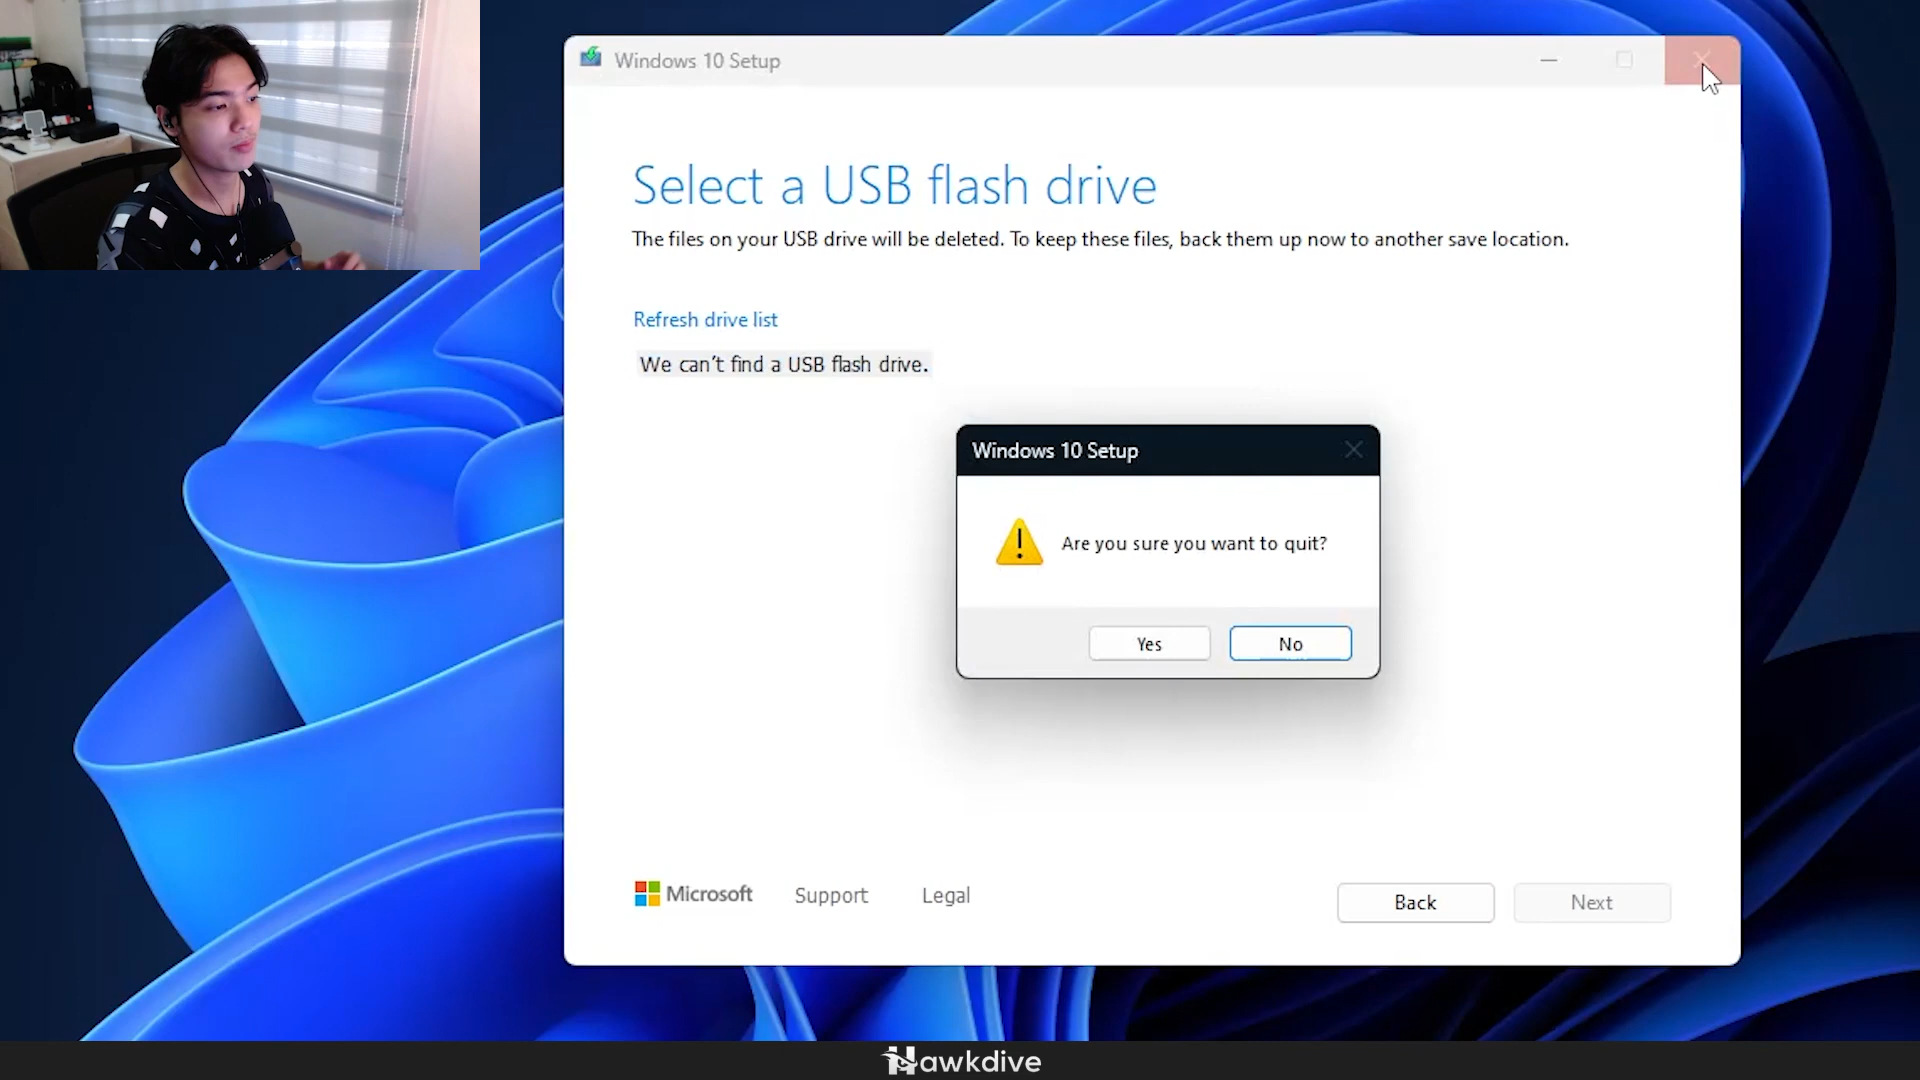 Windows 10 Setup
Select a USB flash drive
The files on your USB drive will be deleted. To keep these files, back them up now to another save location.
Refresh drive list
We can't find a USB flash drive.
Windows 10 Setup
Are you sure you want to quit?
Yes
No
Microsoft
Support
Legal
Back
Next
Hawkdive